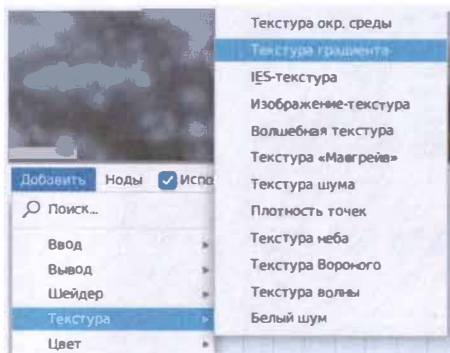 Текстура окр. среды
Текстура градиента
IES-текстура
Изображение-текстура
Волшебная текстура
Текстура «Масгрейв»
Текстура шума
Плотность точек
Текстура неба
Текстура Вороного
Текстура волны
Белый шум
Добавить Ноды Испо
Поиск...
Ввод
Вывод
Шейдер
Текстура
Цвет